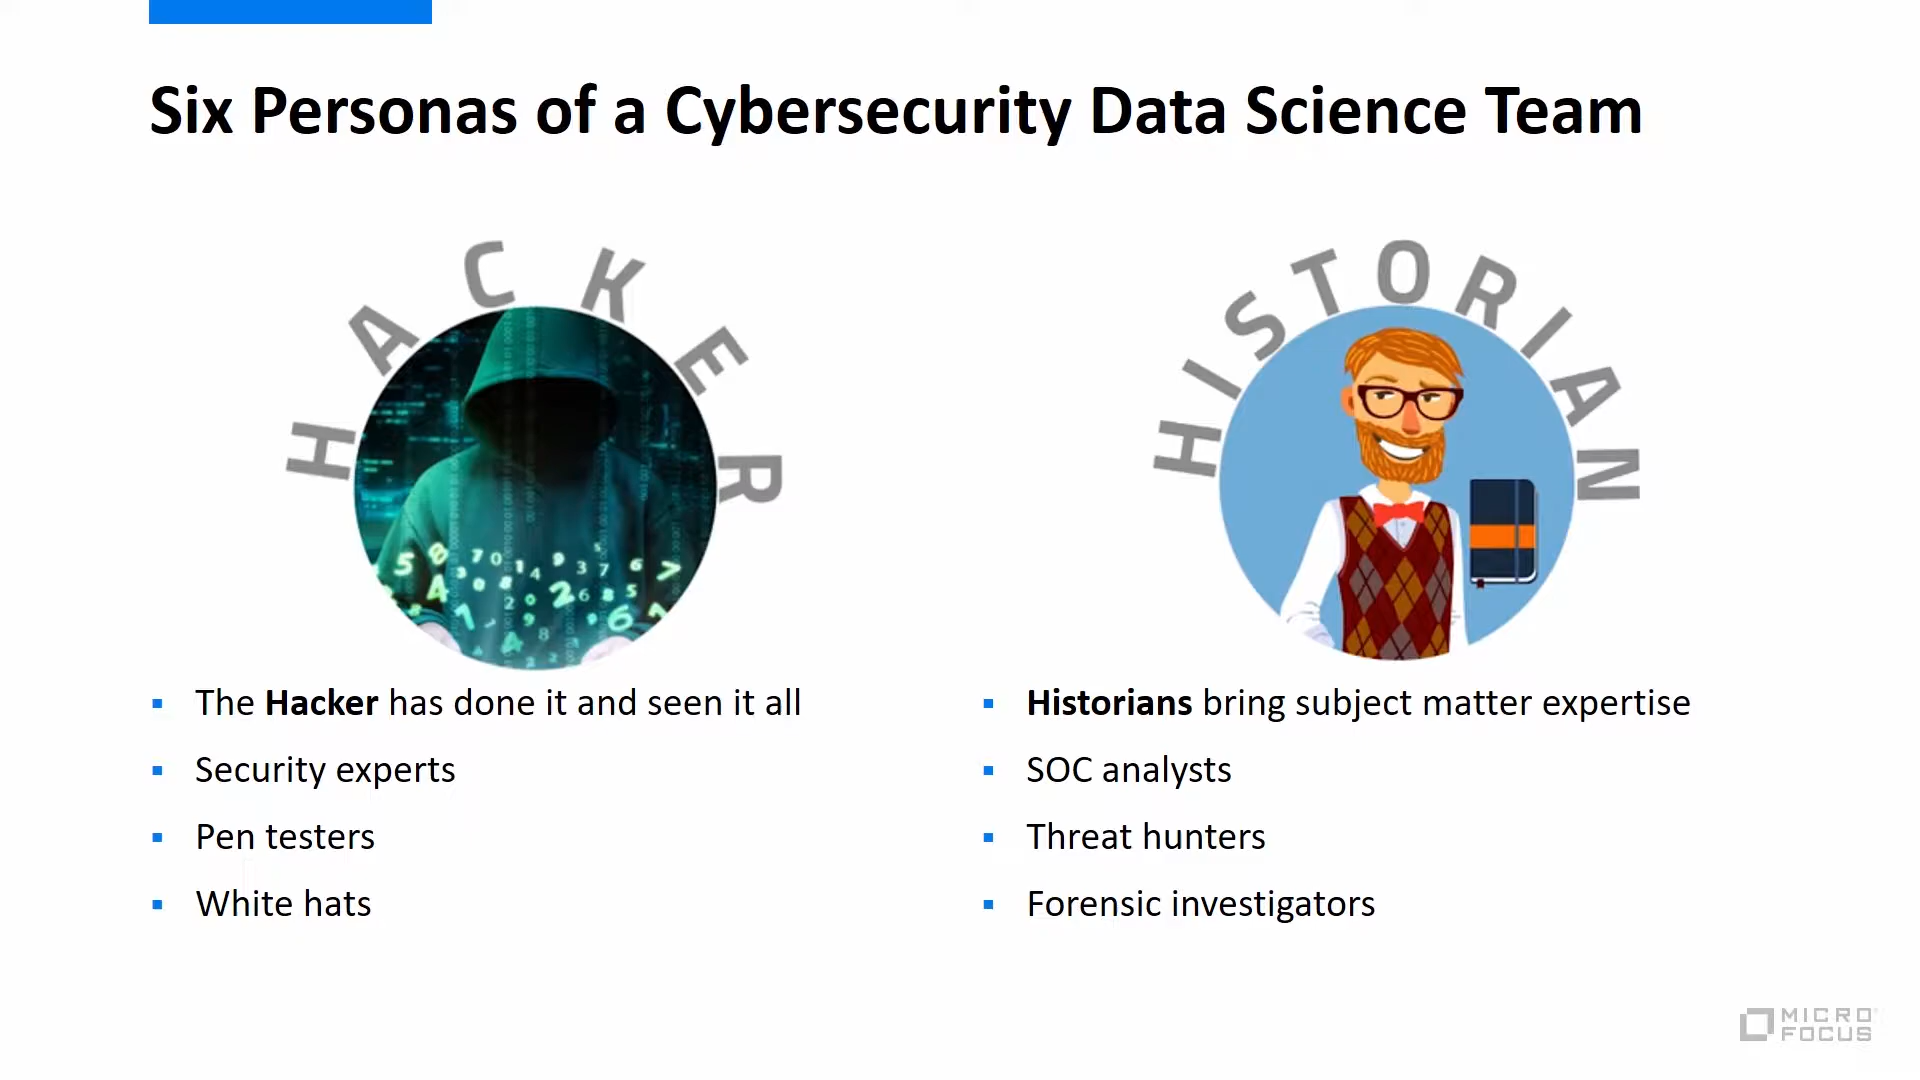 Six Personas of a Cybersecurity Data Science Team
HACKER
The Hacker has done it and seen it all
Security experts
Pen testers
White hats
HISTORIAN
Historians bring subject matter expertise
SOC analysts
Threat hunters
Forensic investigators
MICRO
FOCUS